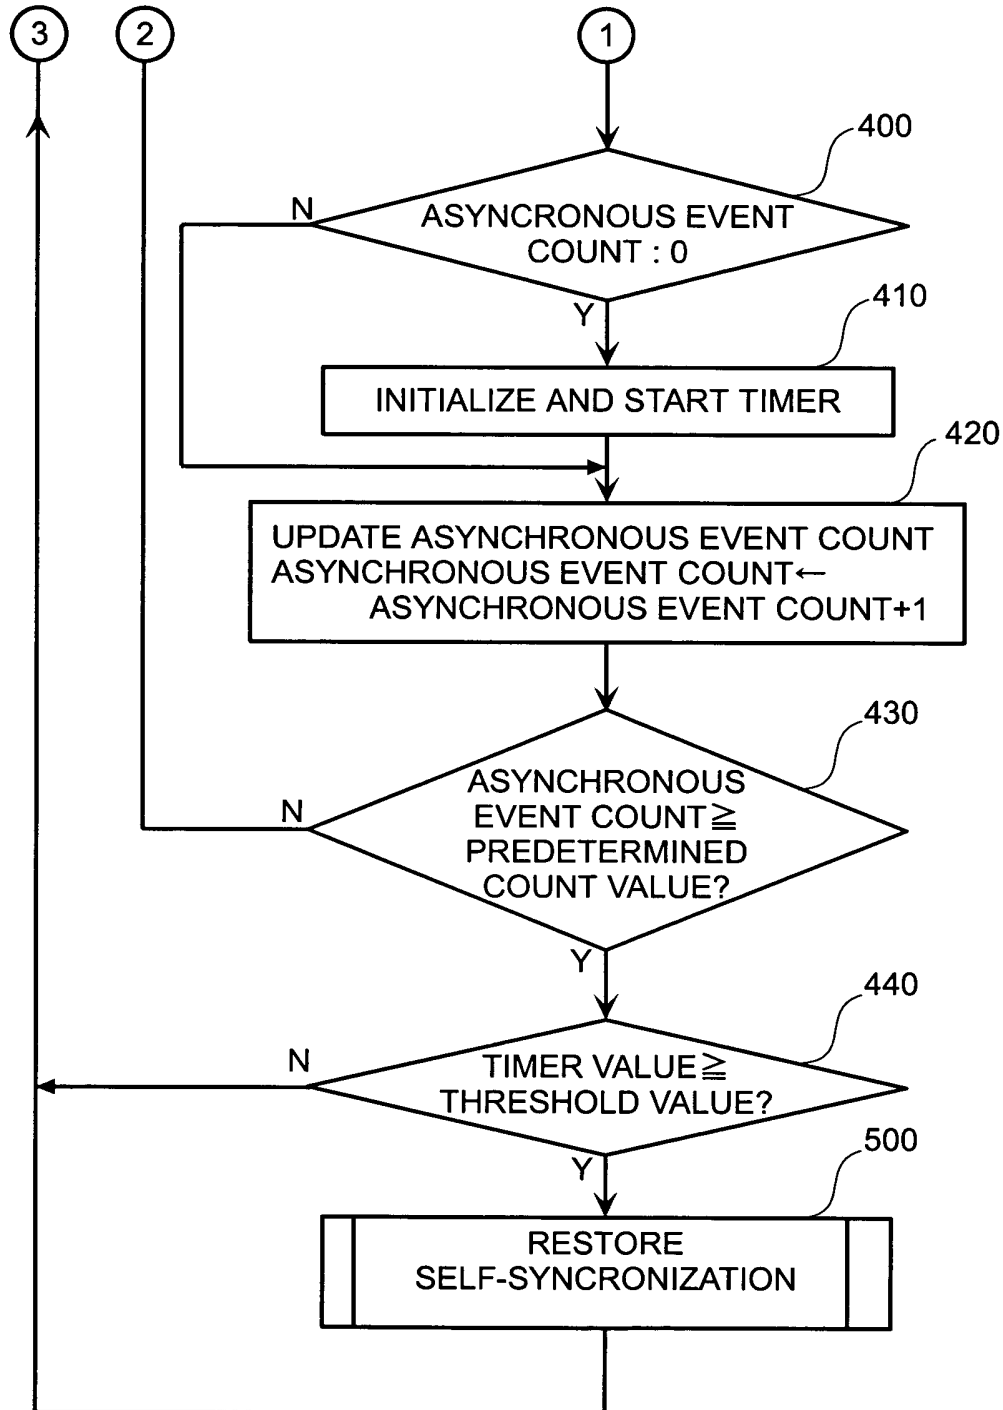 3
2
1
400
N
ASYNCRONOUS EVENT
COUNT : 0
Y
410
INITIALIZE AND START TIMER
420
UPDATE ASYNCHRONOUS EVENT COUNT
ASYNCHRONOUS EVENT COUNT←
ASYNCHRONOUS EVENT COUNT+1
430
N
ASYNCHRONOUS
EVENT COUNT≧
PREDETERMINED
COUNT VALUE?
Y
440
N
TIMER VALUE≧
THRESHOLD VALUE?
Y
500
RESTORE
SELF-SYNCRONIZATION